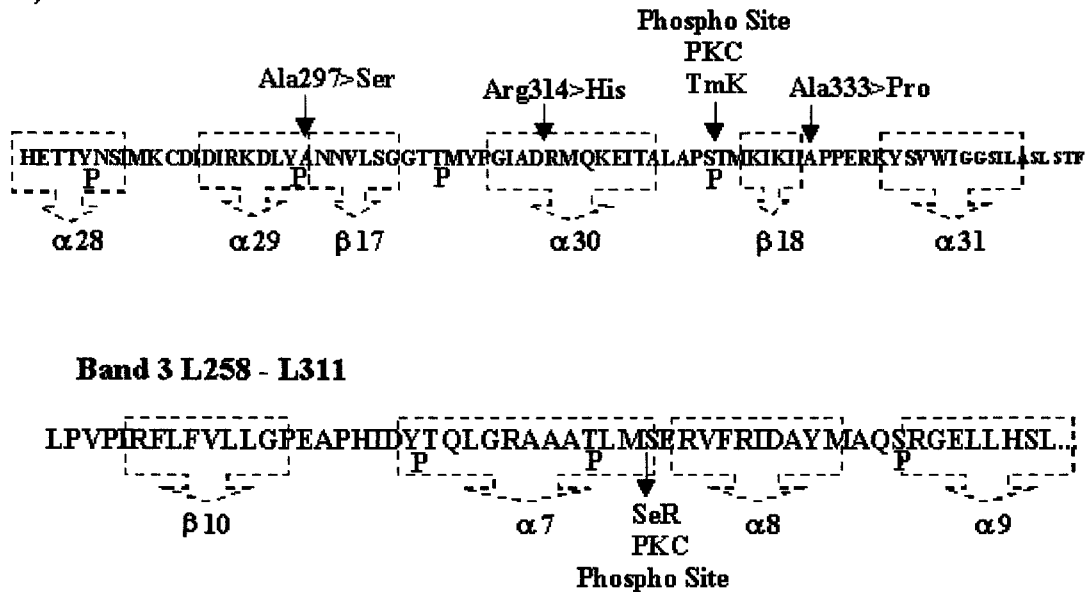 Phospho Site
PKC
TmK
Ala297>Ser
Arg314>His
Ala333>Pro
HETTYNSIMKCDIDIRKDLYANNVLSGGTTMYPGIADRMQKEITALAPSTMKIKIIAPPERKYSVWIGGSILASLSTF
P P P P
α28 α29 β17 α30 β18 α31
Band 3 L258 - L311
LPVPIRFLFVLLGPEAPHIDYTQLGRAAATLMSERVFRIDAYMAQSRGELLHSL...
P P P
β10 α7 SeR α8 α9
PKC
Phospho Site